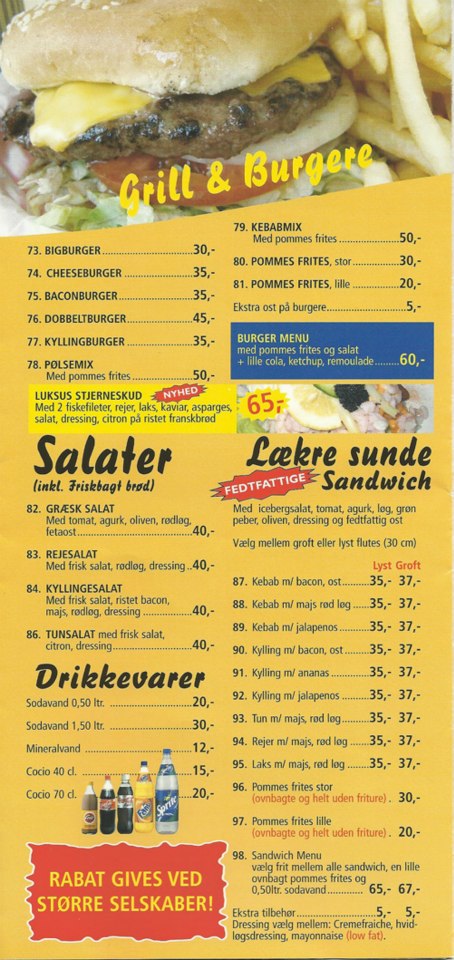 Grill & Burgere
73. BIGBURGER ..... 30,-
74. CHEESEBURGER ..... 35,-
75. BACONBURGER ..... 35,-
76. DOBBELTBURGER ..... 45,-
77. KYLLINGBURGER ..... 35,-
78. PØLSEMIX
Med pommes frites ..... 50,-
79. KEBABMIX
Med pommes frites ..... 50,-
80. POMMES FRITES, stor ..... 30,-
81. POMMES FRITES, lille ..... 20,-
Ekstra ost på burgere ..... 5,-
BURGER MENU
med pommes frites og salat
+ lille cola, ketchup, remoulade ..... 60,-
LUKSUS STJERNESKUD NYHED
Med 2 fiskefileter, rejer, laks, kaviar, asparges,
salat, dressing, citron på ristet franskbrød
65,-
Salater
(inkl. Friskbagt brød)
82. GRÆSK SALAT
Med tomat, agurk, oliven, rødløg,
fetaost ..... 40,-
83. REJESALAT
Med frisk salat, rødløg, dressing .. 40,-
84. KYLLINGESALAT
Med frisk salat, ristet bacon,
majs, rødløg, dressing ..... 40,-
86. TUNSALAT med frisk salat,
citron, dressing ..... 40,-
Drikkevarer
Sodavand 0,50 ltr. ..... 20,-
Sodavand 1,50 ltr. ..... 30,-
Mineralvand ..... 12,-
Cocio 40 cl. ..... 15,-
Cocio 70 cl. ..... 20,-
Fanta
Sprite
RABAT GIVES VED
STØRRE SELSKABER!
Lækre sunde
FEDTFATTIGE Sandwich
Med icebergsalat, tomat, agurk, løg, grøn
peber, oliven, dressing og fedtfattig ost
Vælg mellem groft eller lyst flutes (30 cm)
Lyst Groft
87. Kebab m/ bacon, ost ..... 35,- 37,-
88. Kebab m/ majs rød løg ..... 35,- 37,-
89. Kebab m/ jalapenos ..... 35,- 37,-
90. Kylling m/ bacon, ost ..... 35,- 37,-
91. Kylling m/ ananas ..... 35,- 37,-
92. Kylling m/ jalapenos ..... 35,- 37,-
93. Tun m/ majs, rød løg ..... 35,- 37,-
94. Rejer m/ majs, rød løg ..... 35,- 37,-
95. Laks m/ majs, rød løg ..... 35,- 37,-
96. Pommes frites stor
(ovnbagte og helt uden friture) . 30,-
97. Pommes frites lille
(ovnbagte og helt uden friture) . 20,-
98. Sandwich Menu
vælg frit mellem alle sandwich, en lille
ovnbagt pommes frites og
0,50ltr. sodavand ..... 65,- 67,-
Ekstra tilbehør ..... 5,- 5,-
Dressing vælg mellem: Cremefraiche, hvid-
løgsdressing, mayonnaise (low fat).